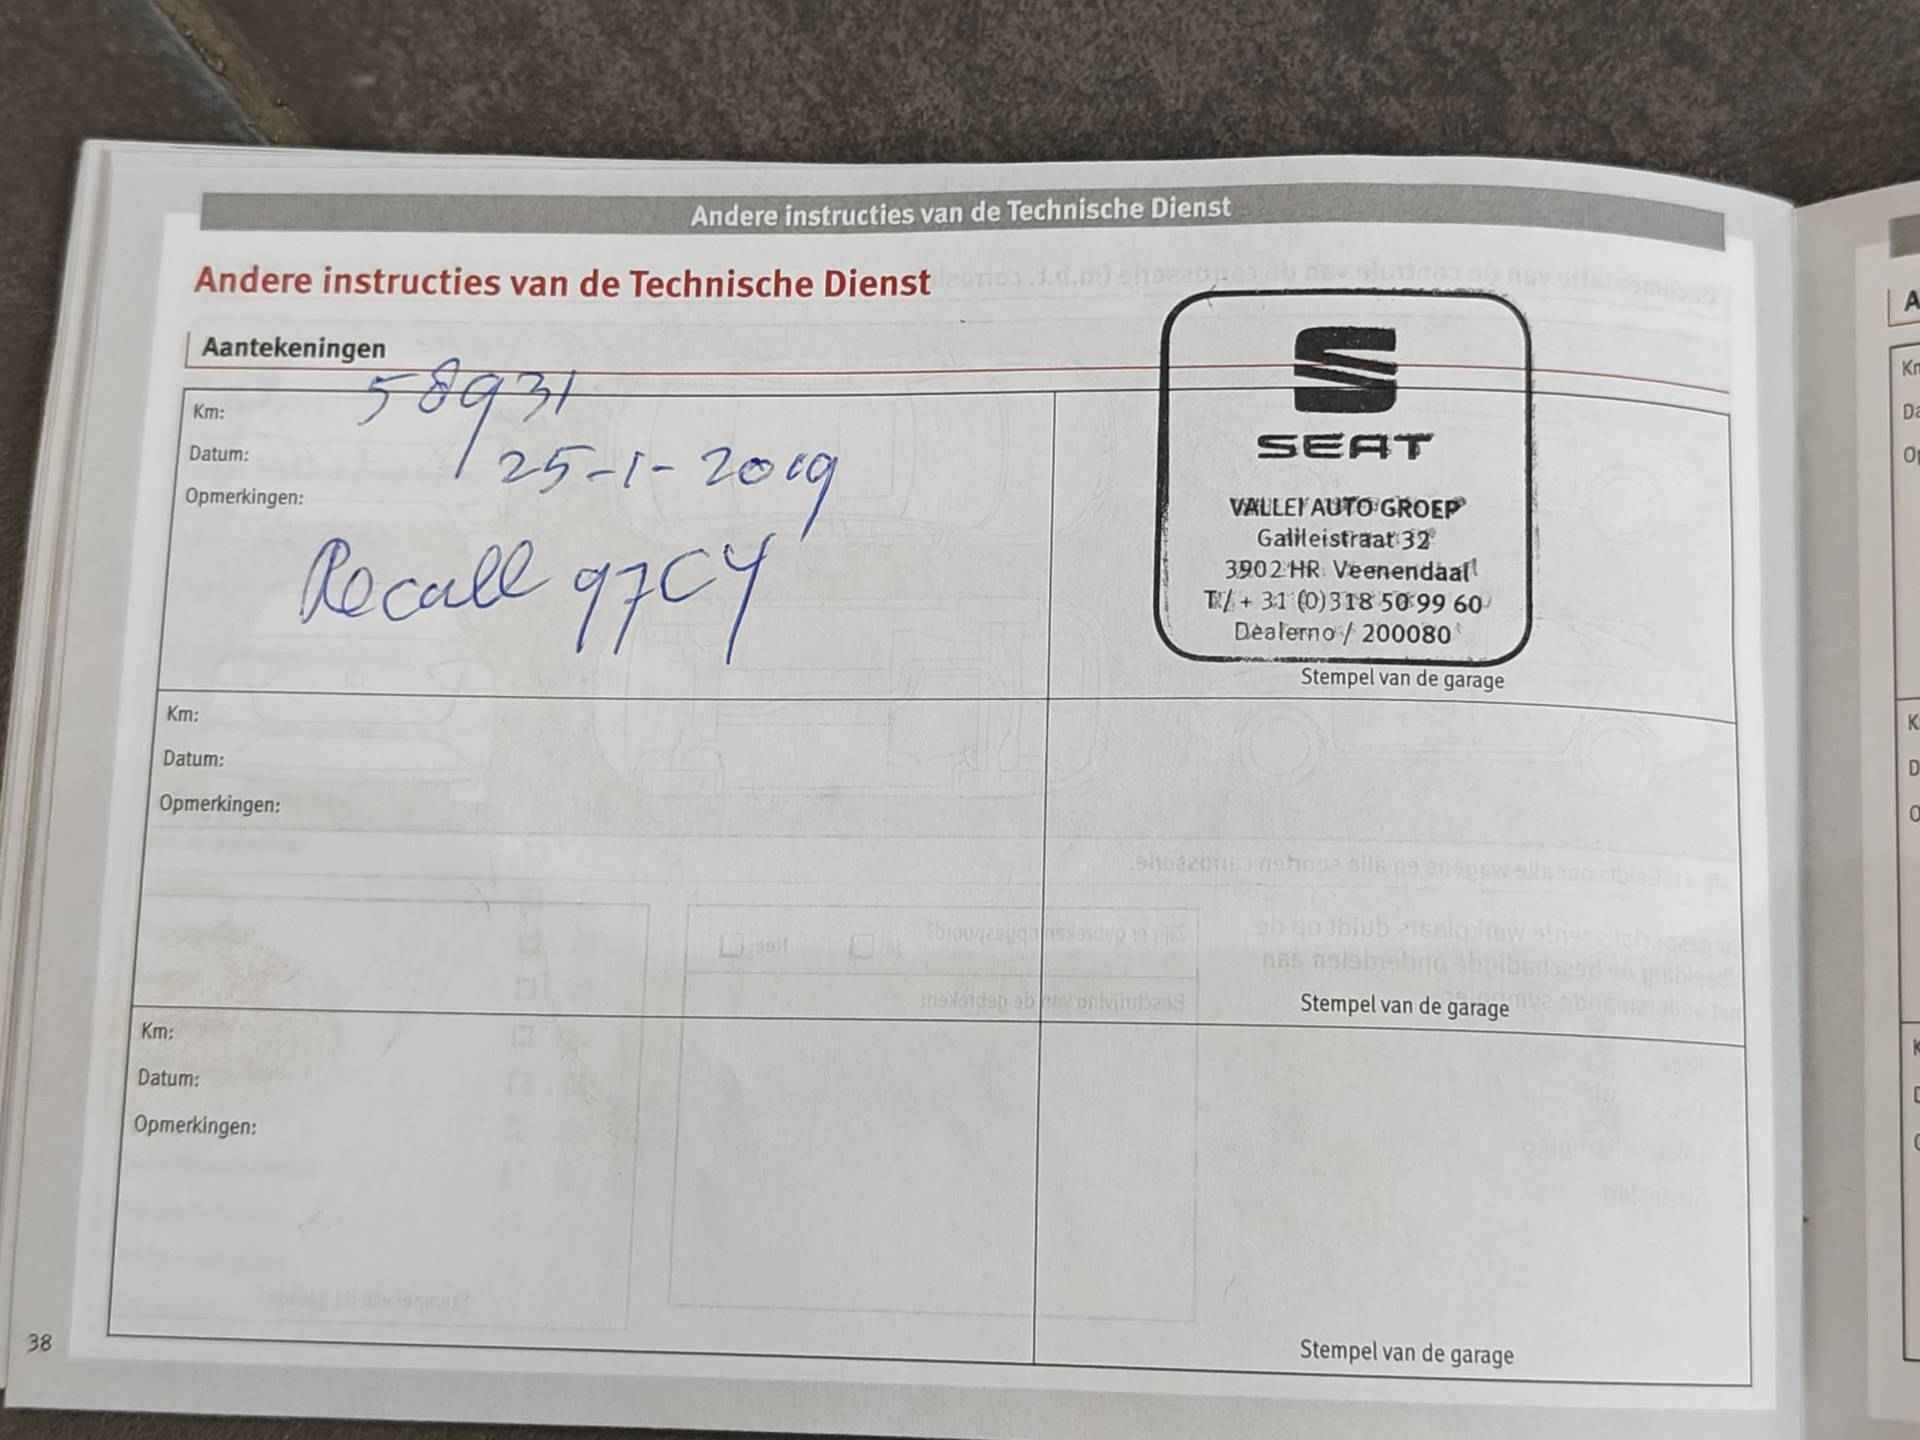 Andere instructies van de Technische Dienst
Andere instructies van de Technische Dienst
Aantekeningen
Km: 58931
Datum: 25-1-2019
Opmerkingen:
Recall 97CY
SEAT
VALLEI AUTO GROEP
Galileistraat 32
3902 HR Veenendaal
T/ + 31 (0)318 50 99 60
Dealerno / 200080
Stempel van de garage
Km:
Datum:
Opmerkingen:
Stempel van de garage
Km:
Datum:
Opmerkingen:
Stempel van de garage
38